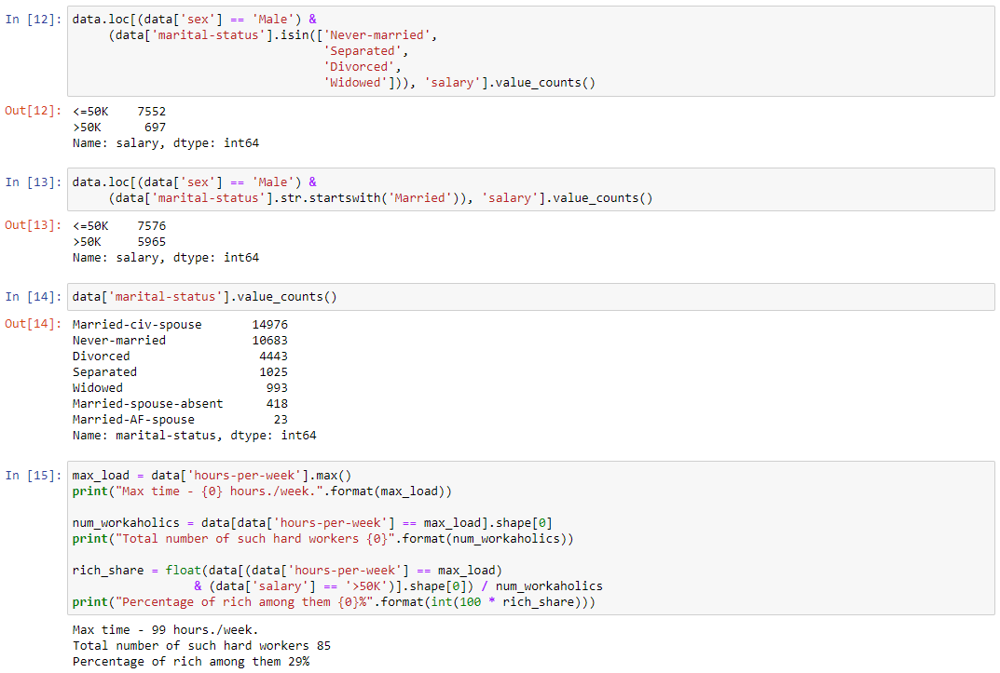 In [12]: data.loc[(data['sex'] == 'Male') &
(data['marital-status'].isin(['Never-married',
'Separated',
'Divorced',
'Widowed'])), 'salary'].value_counts()
Out[12]: <=50K    7552
>50K      697
Name: salary, dtype: int64
In [13]: data.loc[(data['sex'] == 'Male') &
(data['marital-status'].str.startswith('Married')), 'salary'].value_counts()
Out[13]: <=50K    7576
>50K     5965
Name: salary, dtype: int64
In [14]: data['marital-status'].value_counts()
Out[14]: Married-civ-spouse       14976
Never-married            10683
Divorced                  4443
Separated                 1025
Widowed                    993
Married-spouse-absent      418
Married-AF-spouse           23
Name: marital-status, dtype: int64
In [15]: max_load = data['hours-per-week'].max()
print("Max time - {0} hours./week.".format(max_load))
num_workaholics = data[data['hours-per-week'] == max_load].shape[0]
print("Total number of such hard workers {0}".format(num_workaholics))
rich_share = float(data[(data['hours-per-week'] == max_load)
& (data['salary'] == '>50K')].shape[0]) / num_workaholics
print("Percentage of rich among them {0}%".format(int(100 * rich_share)))
Max time - 99 hours./week.
Total number of such hard workers 85
Percentage of rich among them 29%